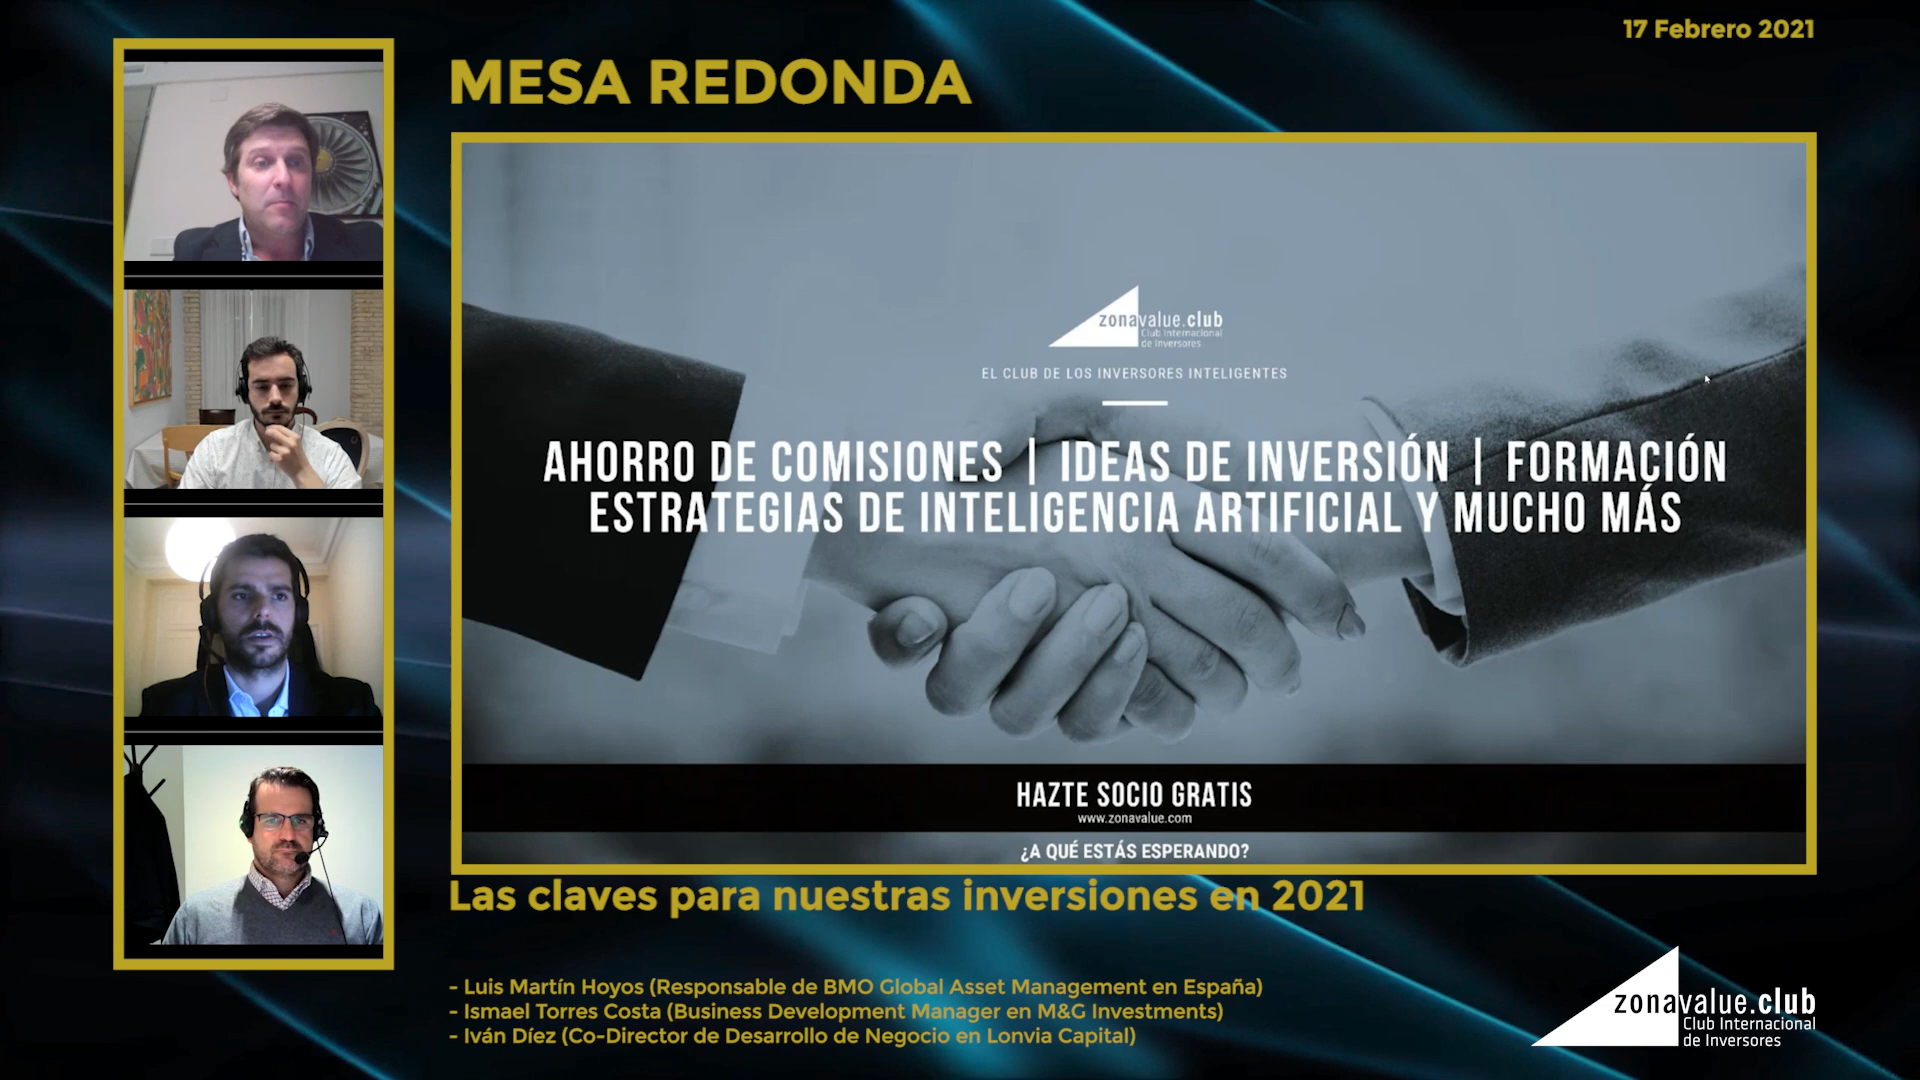 17 Febrero 2021
MESA REDONDA
zonavalue.club
Club Internacional
de Inversores
EL CLUB DE LOS INVERSORES INTELIGENTES
AHORRO DE COMISIONES | IDEAS DE INVERSIÓN | FORMACIÓN
ESTRATEGIAS DE INTELIGENCIA ARTIFICIAL Y MUCHO MÁS
HAZTE SOCIO GRATIS
www.zonavalue.com
¿A QUÉ ESTÁS ESPERANDO?
Las claves para nuestras inversiones en 2021
- Luis Martín Hoyos (Responsable de BMO Global Asset Management en España)
- Ismael Torres Costa (Business Development Manager en M&G Investments)
- Iván Díez (Co-Director de Desarrollo de Negocio en Lonvia Capital)
zonavalue.club
Club Internacional
de Inversores